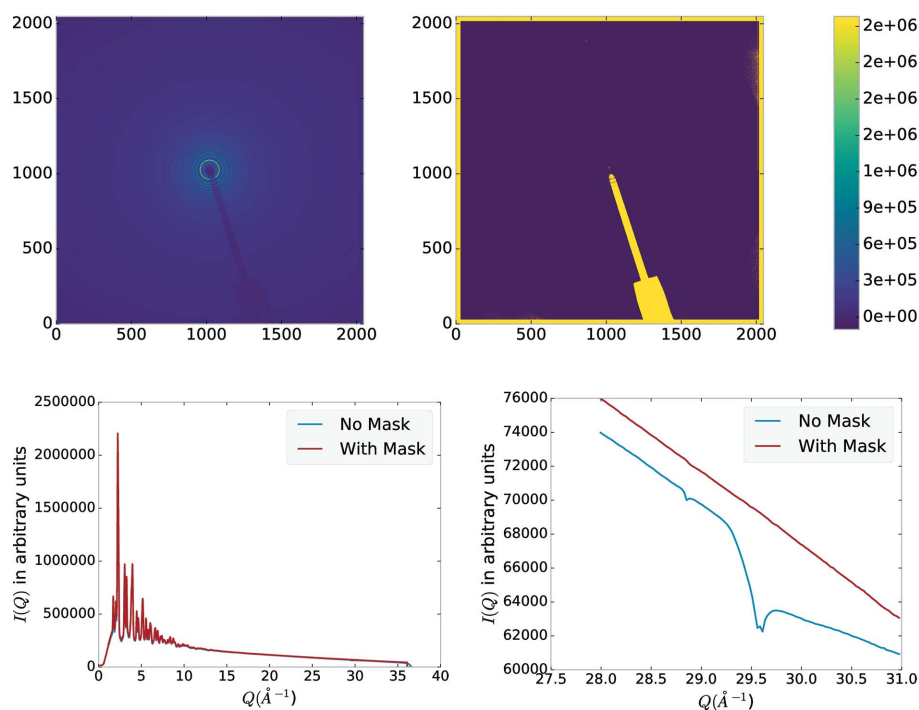 2000
1500
1000
500
0
0 500 1000 1500 2000
2000
1500
1000
500
0
0 500 1000 1500 2000
2e+06
2e+06
2e+06
2e+06
1e+06
9e+05
6e+05
3e+05
0e+00
2500000
2000000
1500000
1000000
500000
0
0 5 10 15 20 25 30 35 40
I(Q) in arbitrary units
Q(Å⁻¹)
No Mask
With Mask
76000
74000
72000
70000
68000
66000
64000
62000
60000
27.5 28.0 28.5 29.0 29.5 30.0 30.5 31.0
I(Q) in arbitrary units
Q(Å⁻¹)
No Mask
With Mask